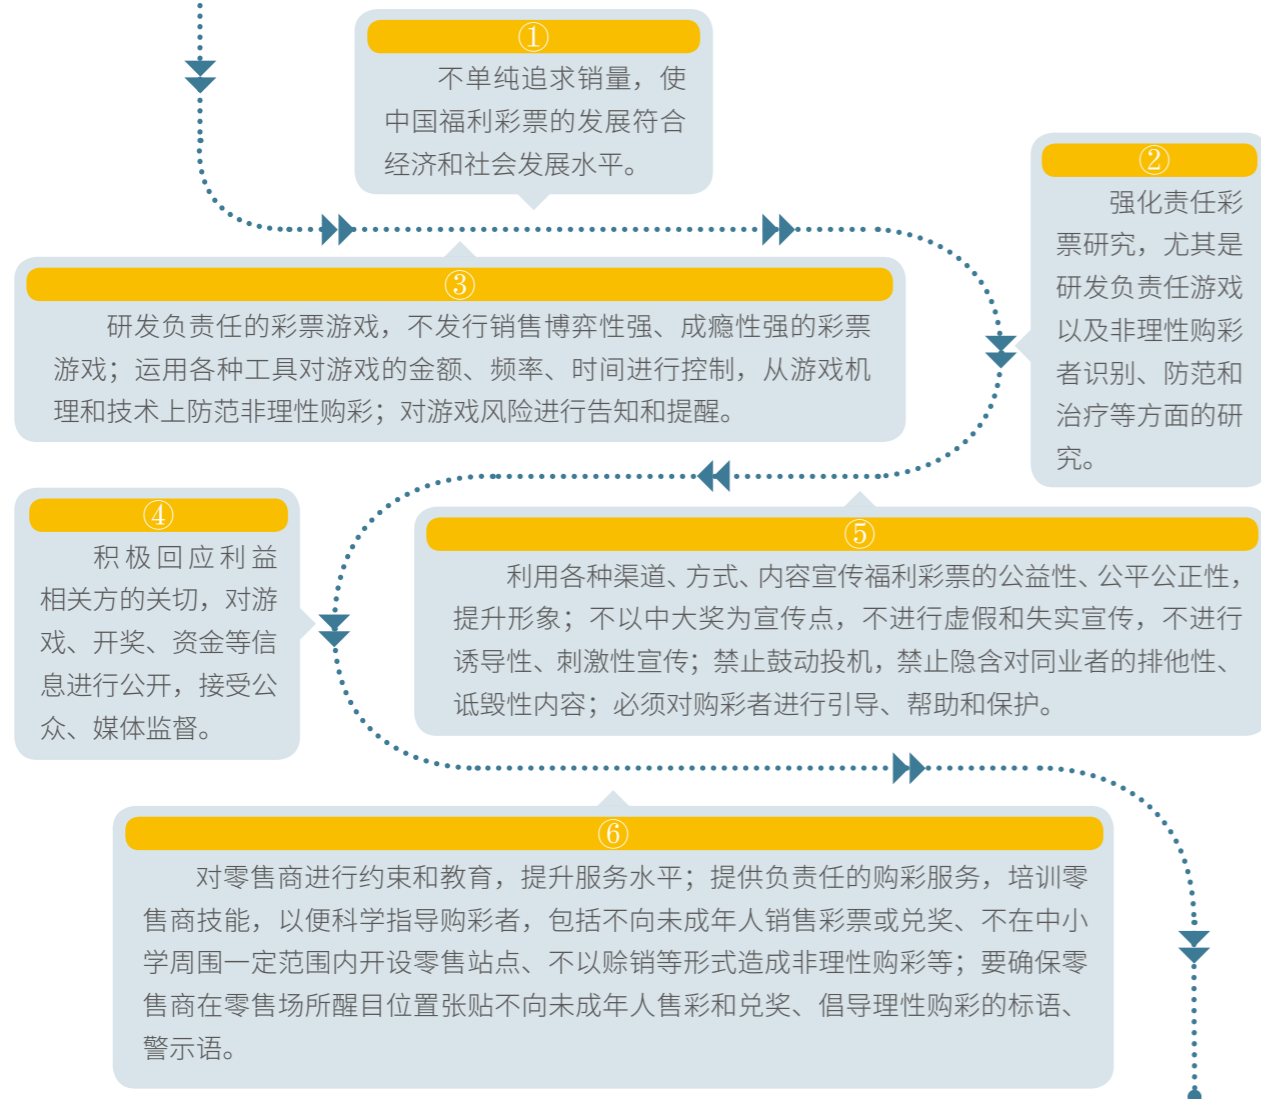 ①
不单纯追求销量，使
中国福利彩票的发展符合
经济和社会发展水平。
②
强化责任彩
票研究，尤其是
研发负责任游戏
以及非理性购彩
者识别、防范和
治疗等方面的研
究。
③
研发负责任的彩票游戏，不发行销售博弈性强、成瘾性强的彩票
游戏；运用各种工具对游戏的金额、频率、时间进行控制，从游戏机
理和技术上防范非理性购彩；对游戏风险进行告知和提醒。
④
积极回应利益
相关方的关切，对游
戏、开奖、资金等信
息进行公开，接受公
众、媒体监督。
⑤
利用各种渠道、方式、内容宣传福利彩票的公益性、公平公正性，
提升形象；不以中大奖为宣传点，不进行虚假和失实宣传，不进行
诱导性、刺激性宣传；禁止鼓动投机，禁止隐含对同业者的排他性、
诋毁性内容；必须对购彩者进行引导、帮助和保护。
⑥
对零售商进行约束和教育，提升服务水平；提供负责任的购彩服务，培训零
售商技能，以便科学指导购彩者，包括不向未成年人销售彩票或兑奖、不在中小
学周围一定范围内开设零售站点、不以赊销等形式造成非理性购彩等；要确保零
售商在零售场所醒目位置张贴不向未成年人售彩和兑奖、倡导理性购彩的标语、
警示语。